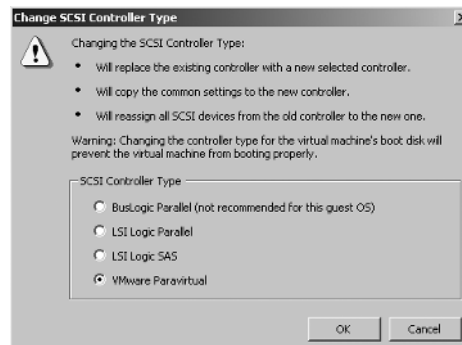 Change SCSI Controller Type
Changing the SCSI Controller Type:
• Will replace the existing controller with a new selected controller.
• Will copy the common settings to the new controller.
• Will reassign all SCSI devices from the old controller to the new one.
Warning: Changing the controller type for the virtual machine's boot disk will
prevent the virtual machine from booting properly.
SCSI Controller Type
BusLogic Parallel (not recommended for this guest OS)
LSI Logic Parallel
LSI Logic SAS
VMware Paravirtual
OK Cancel